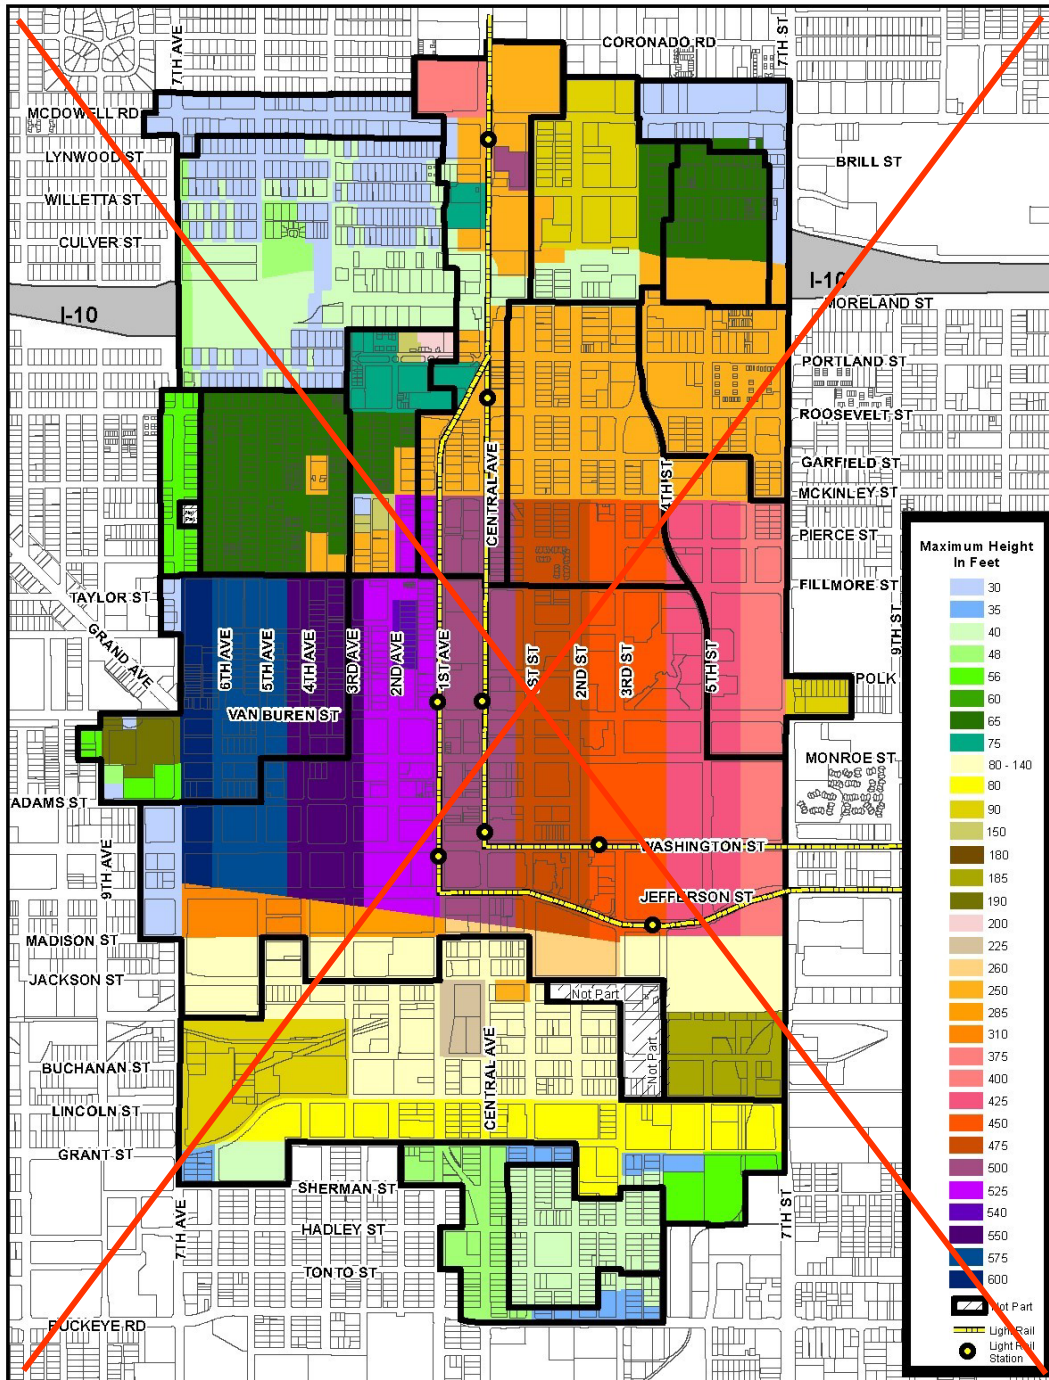 CORONADO RD
7TH AVE
7TH ST
MCDOWELL RD
LYNWOOD ST
BRILL ST
WILLETTA ST
CULVER ST
I-10
I-10
MORELAND ST
PORTLAND ST
ROOSEVELT ST
GARFIELD ST
MCKINLEY ST
PIERCE ST
FILLMORE ST
CENTRAL AVE
4TH ST
TAYLOR ST
GRAND AVE
6TH AVE
5TH AVE
4TH AVE
3RD AVE
2ND AVE
1ST AVE
1ST ST
2ND ST
3RD ST
5TH ST
9TH ST
POLK
VAN BUREN ST
MONROE ST
ADAMS ST
WASHINGTON ST
9TH AVE
JEFFERSON ST
MADISON ST
JACKSON ST
Not Part
Not Part
BUCHANAN ST
CENTRAL AVE
LINCOLN ST
GRANT ST
SHERMAN ST
7TH AVE
HADLEY ST
7TH ST
TONTO ST
BUCKEYE RD
Maximum Height
In Feet
30
35
40
48
56
60
65
75
80 - 140
80
90
150
180
185
190
200
225
260
250
285
310
375
400
425
450
475
500
525
540
550
575
600
Not Part
Light Rail
Light Rail
Station